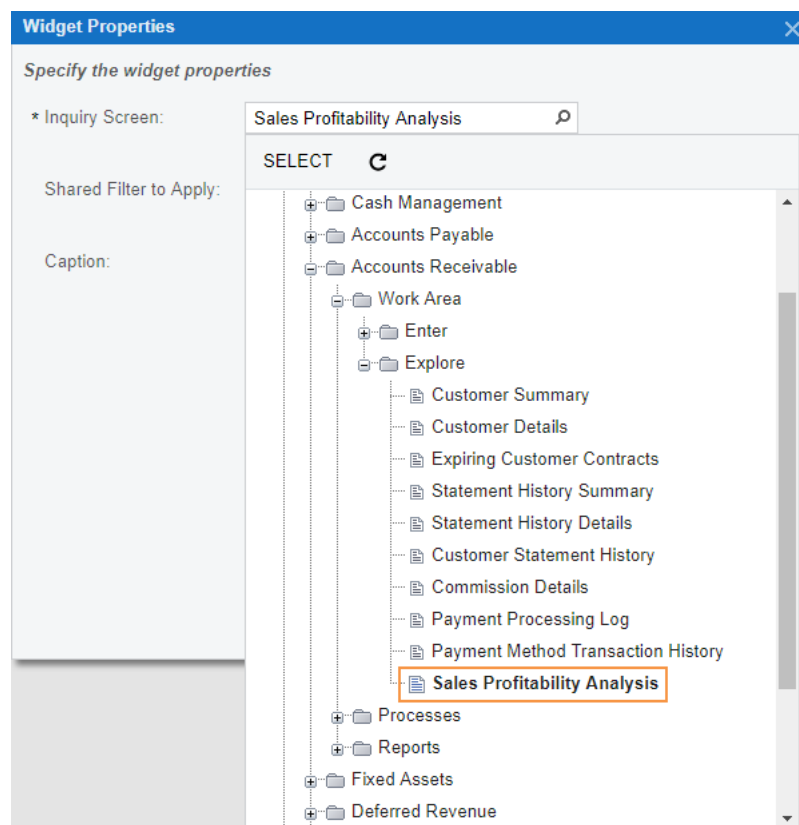 Widget Properties
Specify the widget properties
* Inquiry Screen:
Sales Profitability Analysis
SELECT
Shared Filter to Apply:
Caption:
Cash Management
Accounts Payable
Accounts Receivable
Work Area
Enter
Explore
Customer Summary
Customer Details
Expiring Customer Contracts
Statement History Summary
Statement History Details
Customer Statement History
Commission Details
Payment Processing Log
Payment Method Transaction History
Sales Profitability Analysis
Processes
Reports
Fixed Assets
Deferred Revenue